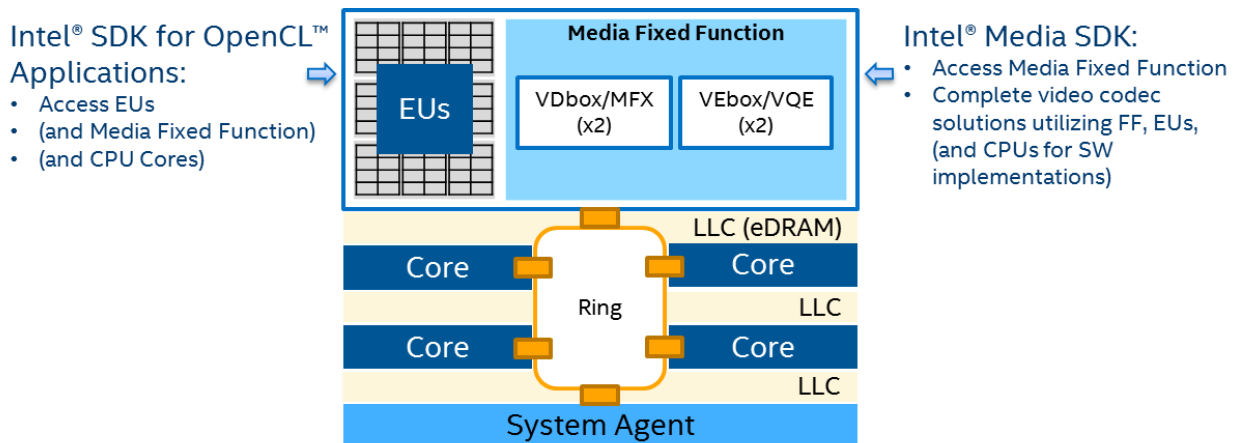 Intel® SDK for OpenCL™
Applications:
• Access EUs
• (and Media Fixed Function)
• (and CPU Cores)
EUs
Media Fixed Function
VDbox/MFX
(x2)
VEbox/VQE
(x2)
Intel® Media SDK:
• Access Media Fixed Function
• Complete video codec
solutions utilizing FF, EUs,
(and CPUs for SW
implementations)
LLC (eDRAM)
Core
Core
Ring
LLC
Core
Core
LLC
System Agent